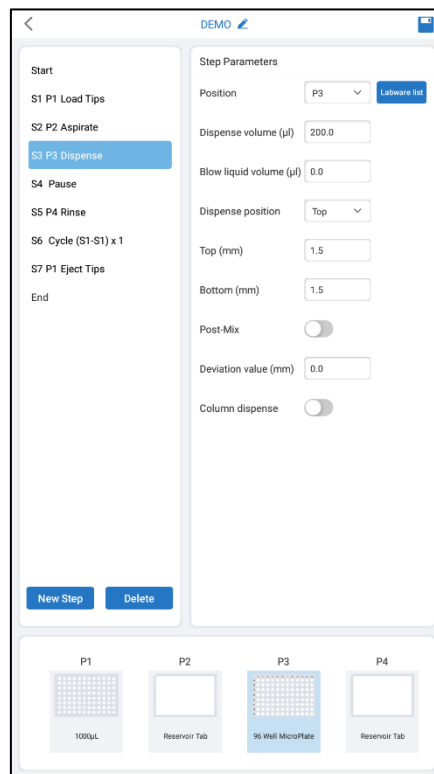 DEMO
Start
S1 P1 Load Tips
S2 P2 Aspirate
S3 P3 Dispense
S4 Pause
S5 P4 Rinse
S6 Cycle (S1-S1) x 1
S7 P1 Eject Tips
End
New Step
Delete
Step Parameters
Position P3 Labware list
Dispense volume (µl) 200.0
Blow liquid volume (µl) 0.0
Dispense position Top
Top (mm) 1.5
Bottom (mm) 1.5
Post-Mix
Deviation value (mm) 0.0
Column dispense
P1 P2 P3 P4
1000µL Reservoir Tab 96 Well MicroPlate Reservoir Tab